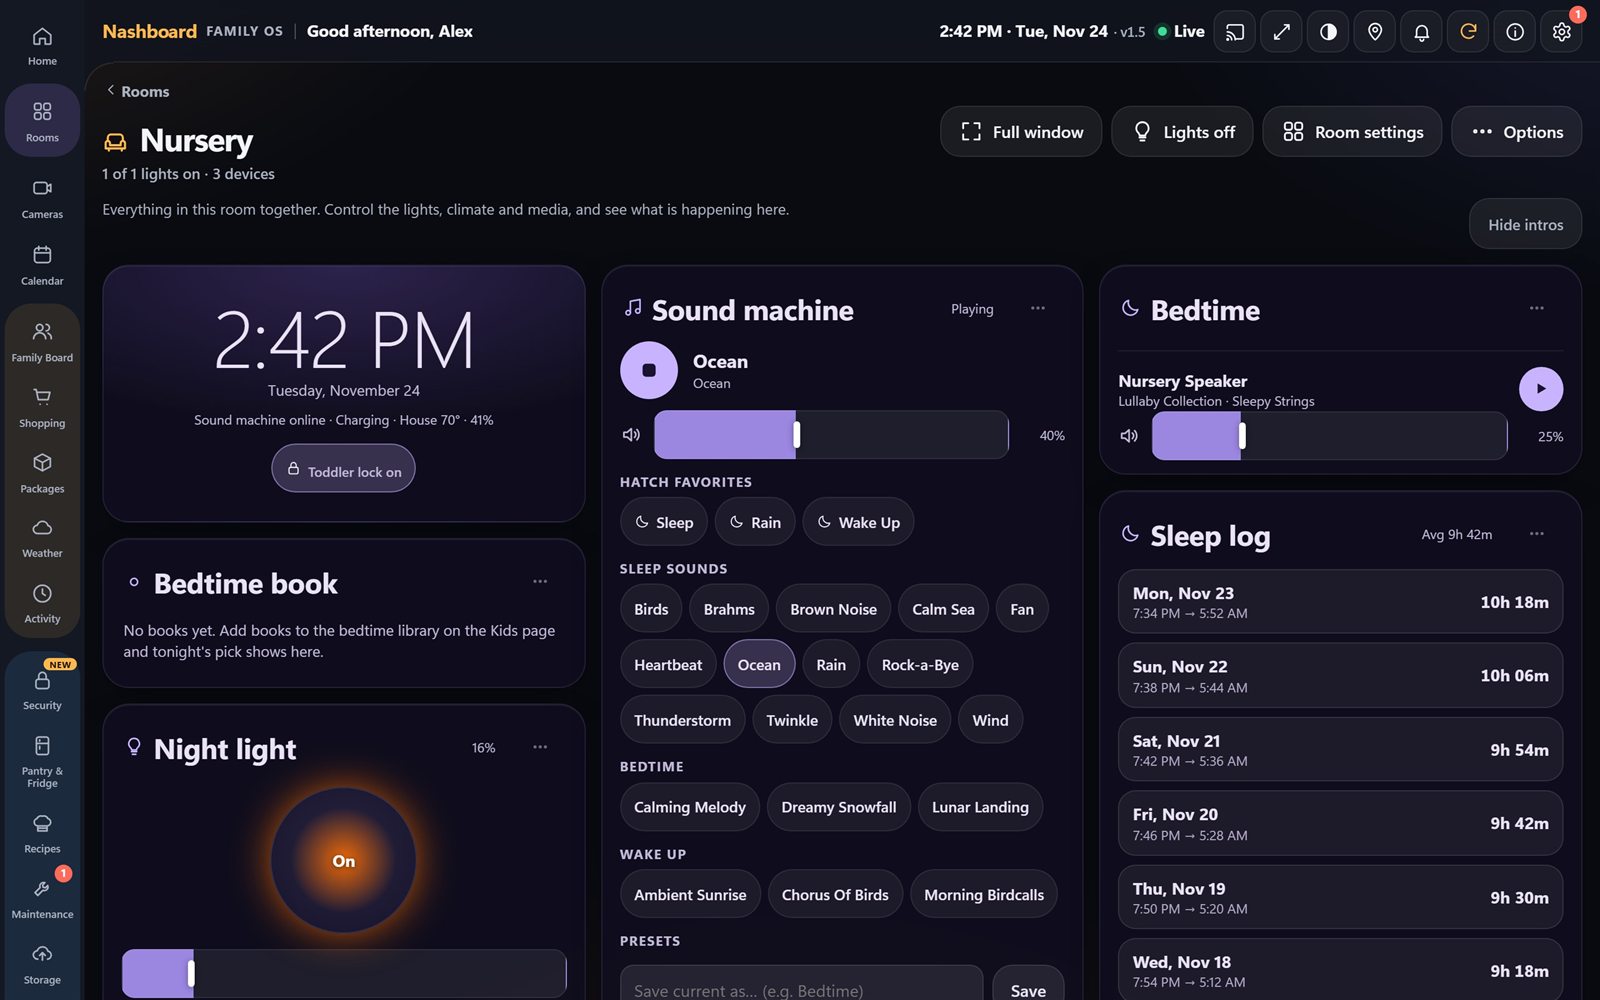 Nashboard FAMILY OS Good afternoon, Alex
2:42 PM · Tue, Nov 24 · v1.5 Live
1
Home
Rooms
Cameras
Calendar
Family Board
Shopping
Packages
Weather
Activity
NEW
Security
Pantry &
Fridge
Recipes
1
Maintenance
Storage
Rooms
Nursery
1 of 1 lights on · 3 devices
Everything in this room together. Control the lights, climate and media, and see what is happening here.
Full window
Lights off
Room settings
Options
Hide intros
2:42 PM
Tuesday, November 24
Sound machine online · Charging · House 70° · 41%
Toddler lock on
Bedtime book
No books yet. Add books to the bedtime library on the Kids page
and tonight's pick shows here.
Night light 16%
On
Sound machine Playing
Ocean
Ocean
40%
HATCH FAVORITES
Sleep Rain Wake Up
SLEEP SOUNDS
Birds Brahms Brown Noise Calm Sea Fan
Heartbeat Ocean Rain Rock-a-Bye
Thunderstorm Twinkle White Noise Wind
BEDTIME
Calming Melody Dreamy Snowfall Lunar Landing
WAKE UP
Ambient Sunrise Chorus Of Birds Morning Birdcalls
PRESETS
Save current as... (e.g. Bedtime) Save
Bedtime
Nursery Speaker
Lullaby Collection · Sleepy Strings
25%
Sleep log Avg 9h 42m
Mon, Nov 23
7:34 PM → 5:52 AM
10h 18m
Sun, Nov 22
7:38 PM → 5:44 AM
10h 06m
Sat, Nov 21
7:42 PM → 5:36 AM
9h 54m
Fri, Nov 20
7:46 PM → 5:28 AM
9h 42m
Thu, Nov 19
7:50 PM → 5:20 AM
9h 30m
Wed, Nov 18
7:54 PM → 5:12 AM
9h 18m